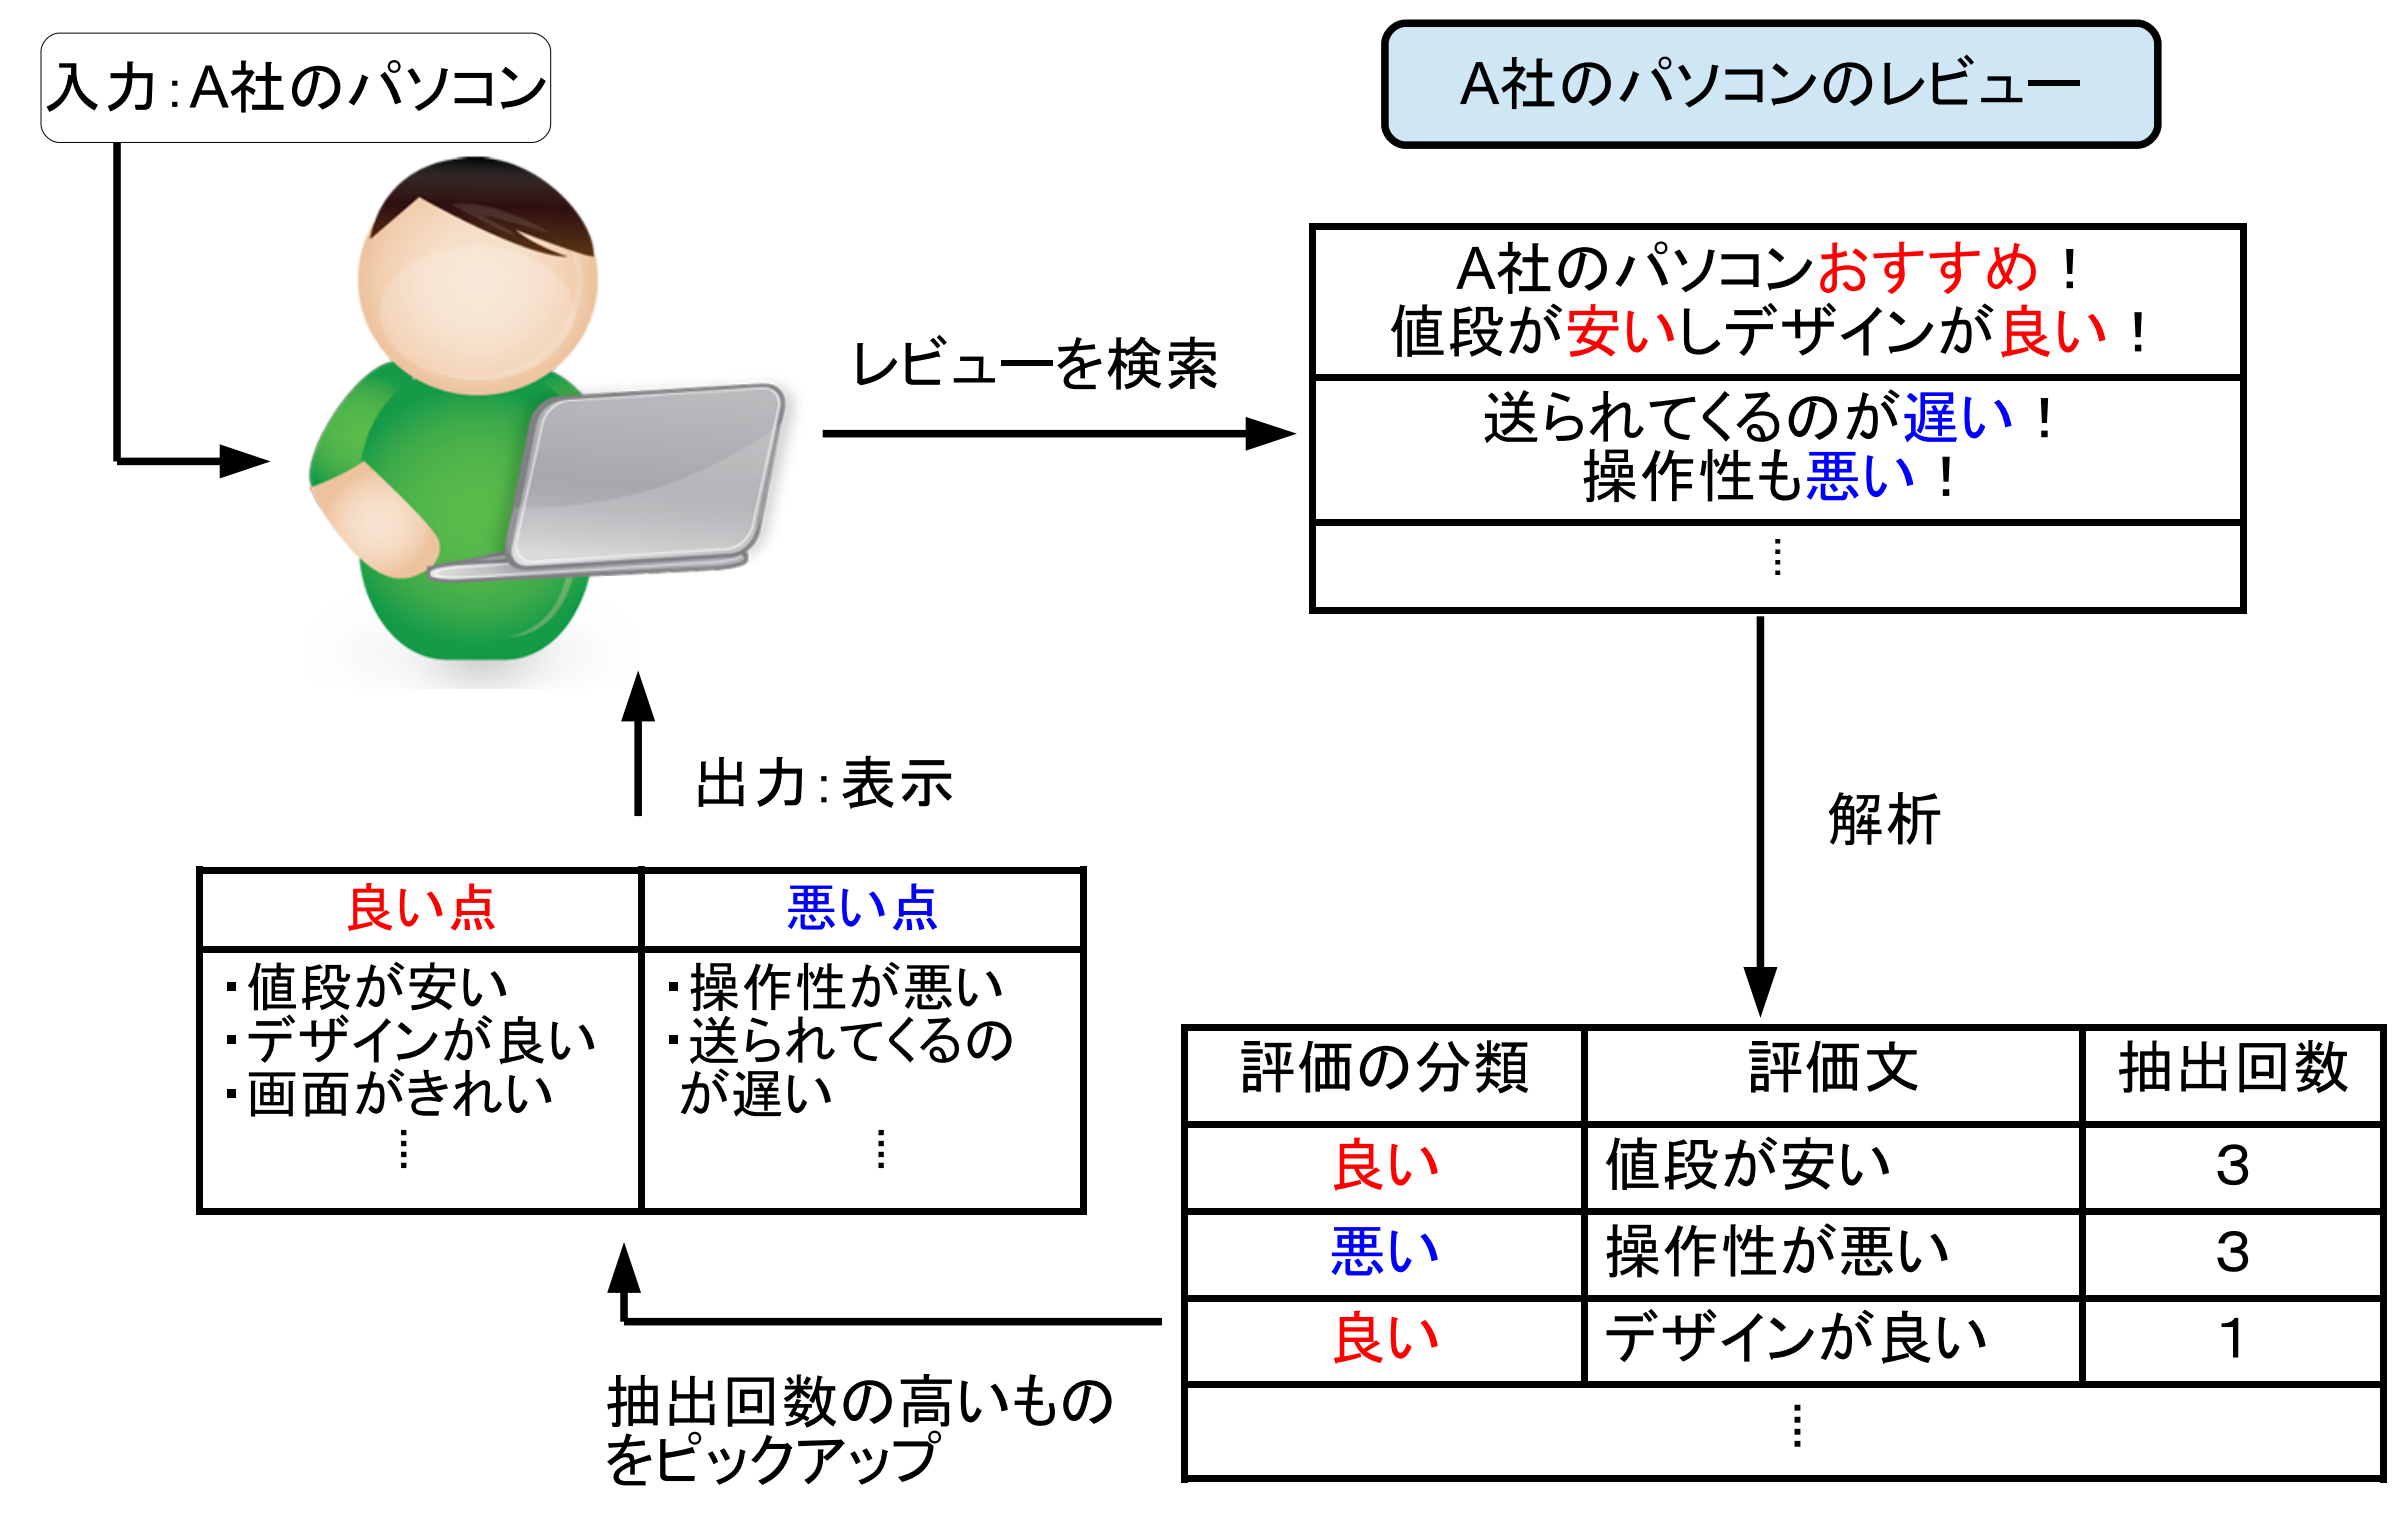 入力：A社のパソコン
A社のパソコンのレビュー
A社のパソコンおすすめ！
値段が安いしデザインが良い！
レビューを検索
送られてくるのが遅い！
操作性も悪い！
⋮
出力：表示
解析
良い点 悪い点
・値段が安い
・デザインが良い
・画面がきれい
⋮
・操作性が悪い
・送られてくるの
が遅い
⋮
評価の分類 評価文 抽出回数
良い 値段が安い 3
悪い 操作性が悪い 3
良い デザインが良い 1
⋮
抽出回数の高いもの
をピックアップ